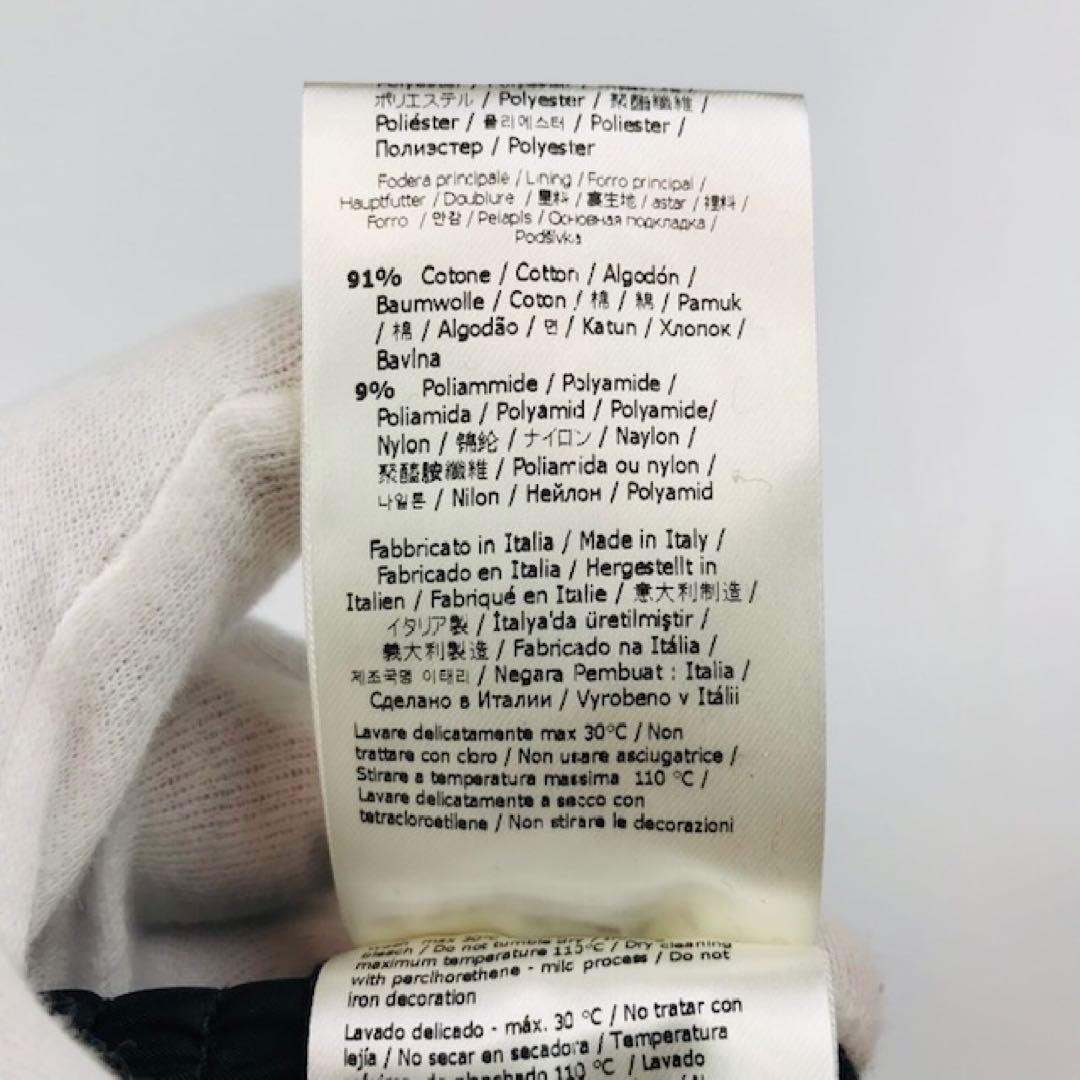 ポリエステル / Polyester / 聚酯纖維 /
Poliéster / 폴리에스터 / Poliester /
Полиэстер / Polyester
Fodera principale / Lining / Forro principal /
Hauptfutter / Doublure / 里料 / 裏生地 / astar / 裡料 /
Forro / 안감 / Pelapis / Основная подкладка /
Podšívka
91% Cotone / Cotton / Algodón /
Baumwolle / Coton / 棉 / 綿 / Pamuk
/ 棉 / Algodão / 면 / Katun / Хлопок /
Bavlna
9% Poliammide / Polyamide /
Poliamida / Polyamid / Polyamide/
Nylon / 锦纶 / ナイロン / Naylon /
聚醯胺纖維 / Poliamida ou nylon /
나일론 / Nilon / Нейлон / Polyamid
Fabbricato in Italia / Made in Italy /
Fabricado en Italia / Hergestellt in
Italien / Fabriqué en Italie / 意大利制造 /
イタリア製 / İtalya'da üretilmiştir /
義大利製造 / Fabricado na Itália /
제조국명 이태리 / Negara Pembuat : Italia /
Сделано в Италии / Vyrobeno v Itálii
Lavare delicatamente max 30°C / Non
trattare con cloro / Non usare asciugatrice /
Stirare a temperatura massima 110 °C /
Lavare delicatamente a secco con
tetracloroetilene / Non stirare le decorazioni
bleach / Do not tumble
maximum temperature 115°C / Dry cleaning
with perclhorethene - milc process / Do not
iron decoration
Lavado delicado - máx. 30 °C / No tratar con
lejía / No secar en secadora / Temperatura
planchado 110 °C / Lavado